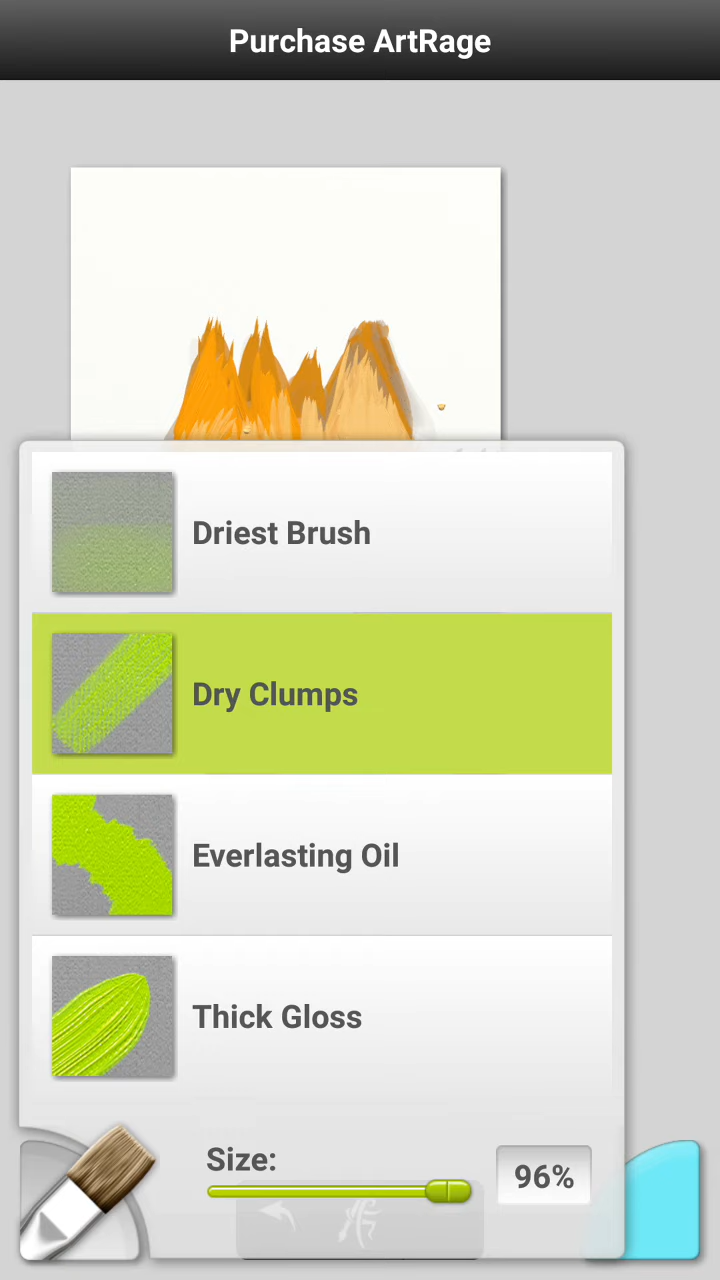 Purchase ArtRage
Driest Brush
Dry Clumps
Everlasting Oil
Thick Gloss
Size:
96%